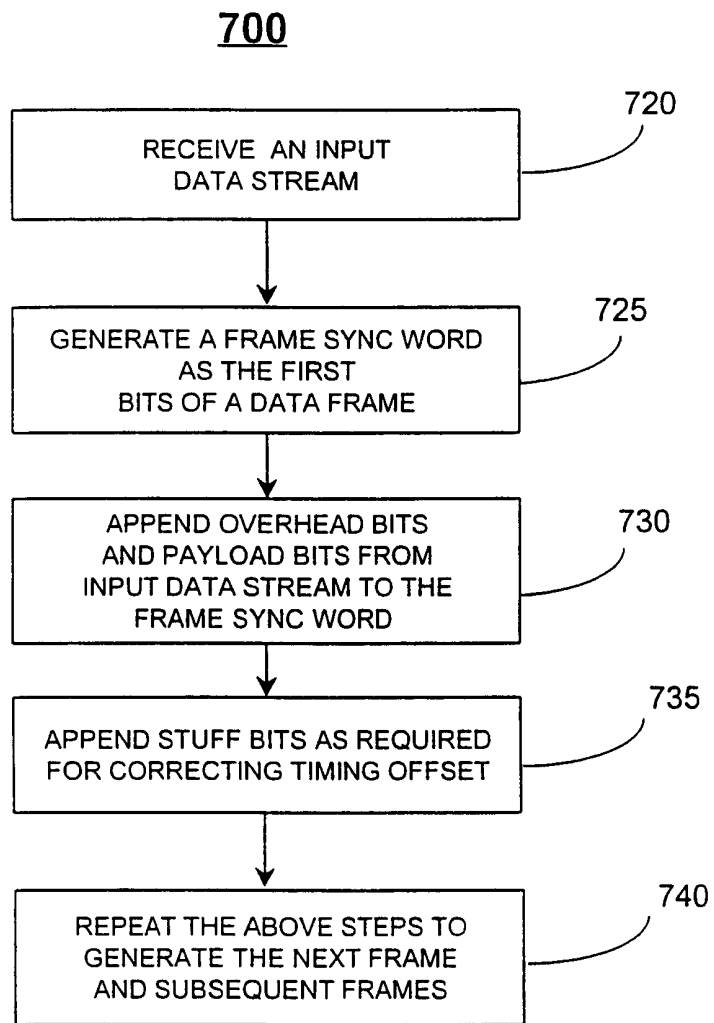 700
720
RECEIVE AN INPUT
DATA STREAM
725
GENERATE A FRAME SYNC WORD
AS THE FIRST
BITS OF A DATA FRAME
730
APPEND OVERHEAD BITS
AND PAYLOAD BITS FROM
INPUT DATA STREAM TO THE
FRAME SYNC WORD
735
APPEND STUFF BITS AS REQUIRED
FOR CORRECTING TIMING OFFSET
740
REPEAT THE ABOVE STEPS TO
GENERATE THE NEXT FRAME
AND SUBSEQUENT FRAMES